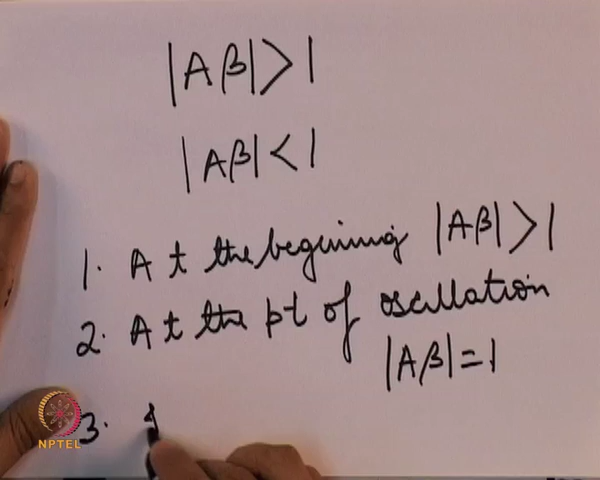 |Aβ| > 1
|Aβ| < 1
1. At the begining |Aβ| > 1
2. At the pt of oscillation
|Aβ| = 1
3.
NPTEL